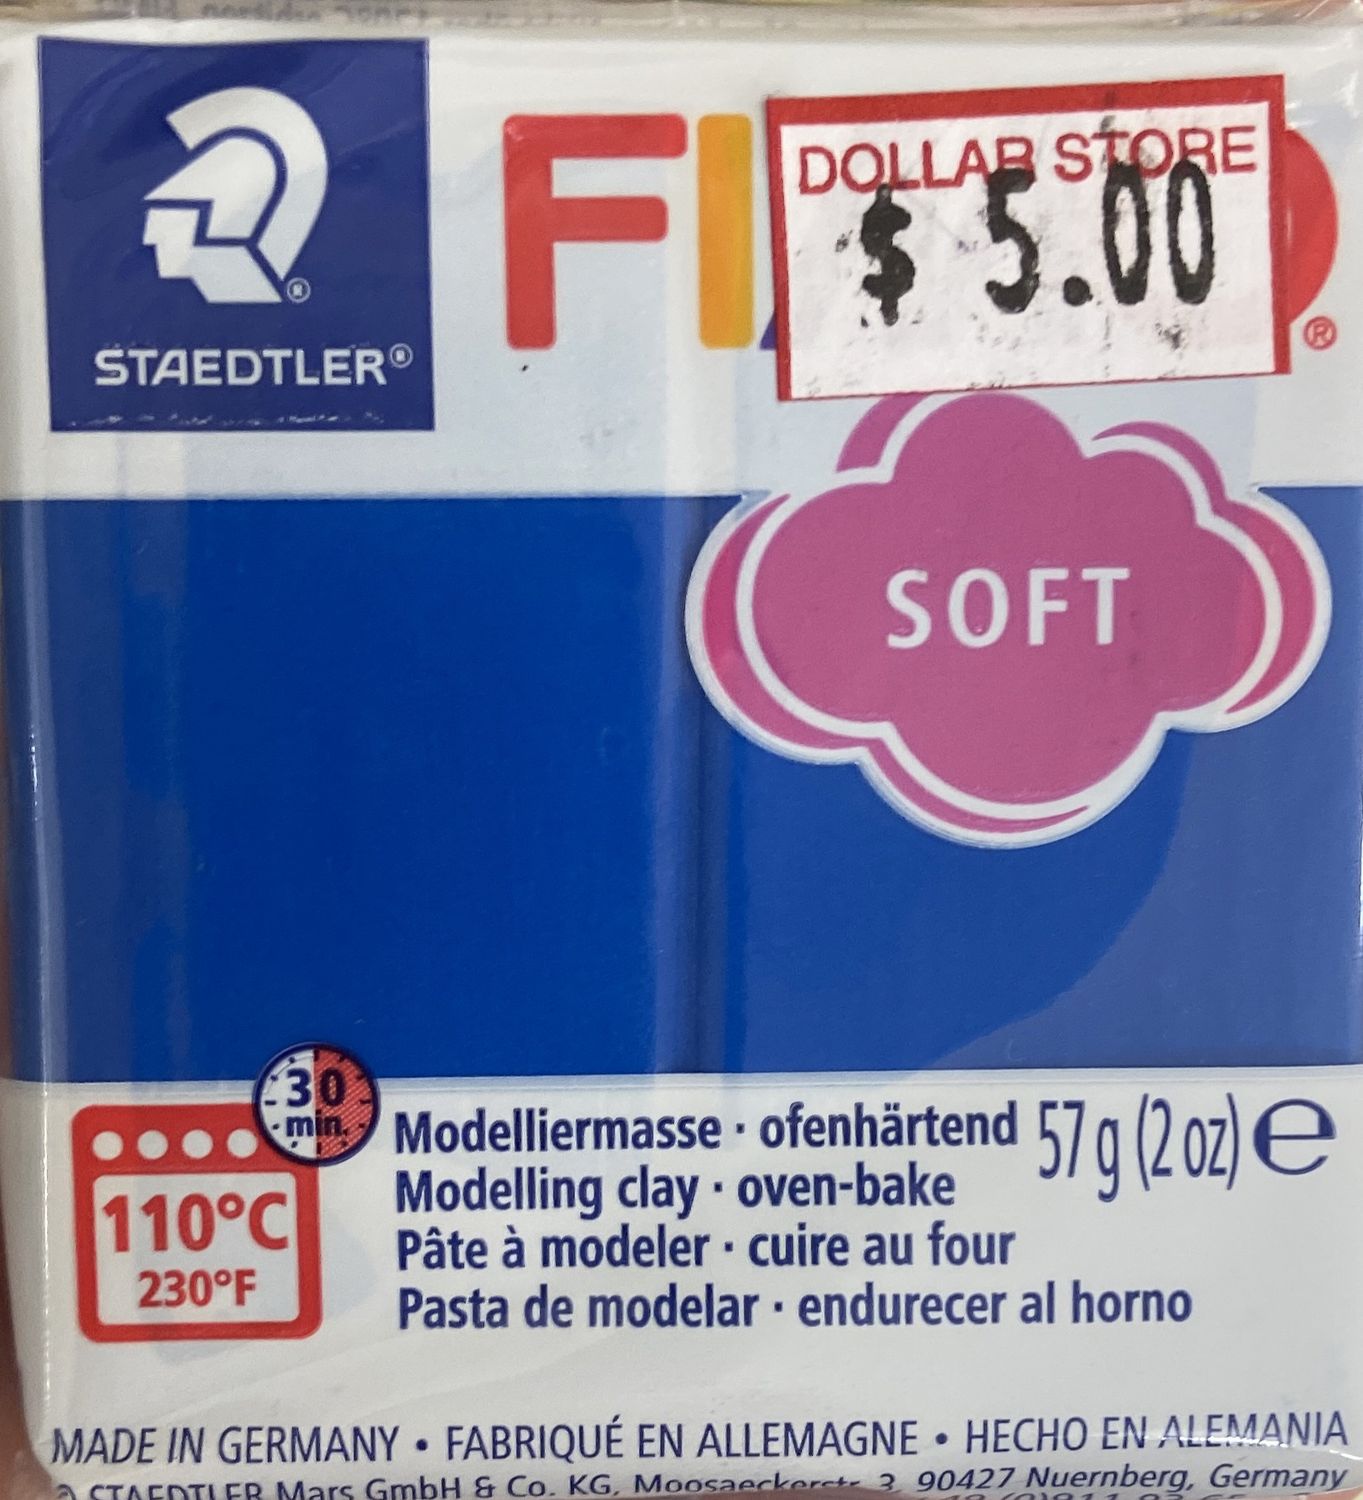 STAEDTLER®
FI
®
DOLLAR STORE
$ 5.00
SOFT
30
min.
110°C
230°F
Modelliermasse · ofenhärtend
57 g (2 oz) e
Modelling clay · oven-bake
Pâte à modeler · cuire au four
Pasta de modelar · endurecer al horno
MADE IN GERMANY • FABRIQUÉ EN ALLEMAGNE • HECHO EN ALEMANIA
STAEDTLER Mars GmbH & Co. KG, Moosaeckerstr. 3, 90427 Nuernberg, Germany